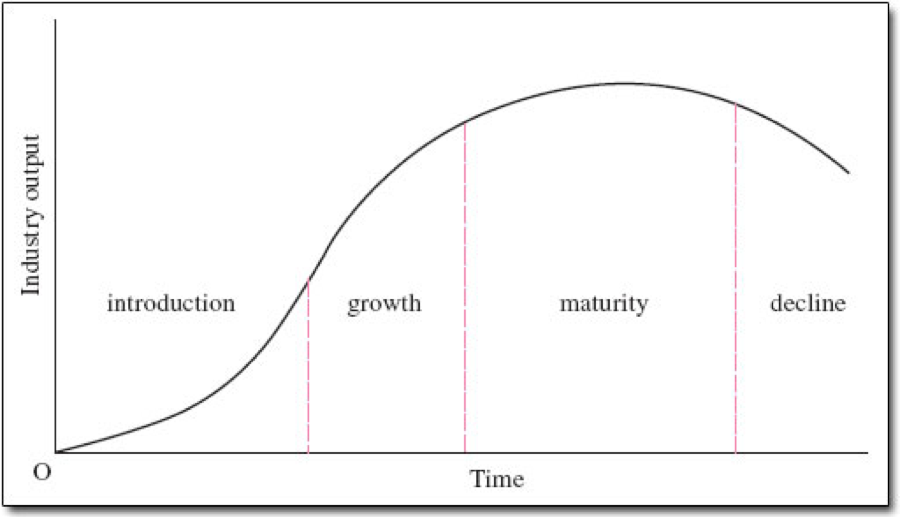 Industry output
introduction
growth
maturity
decline
O
Time